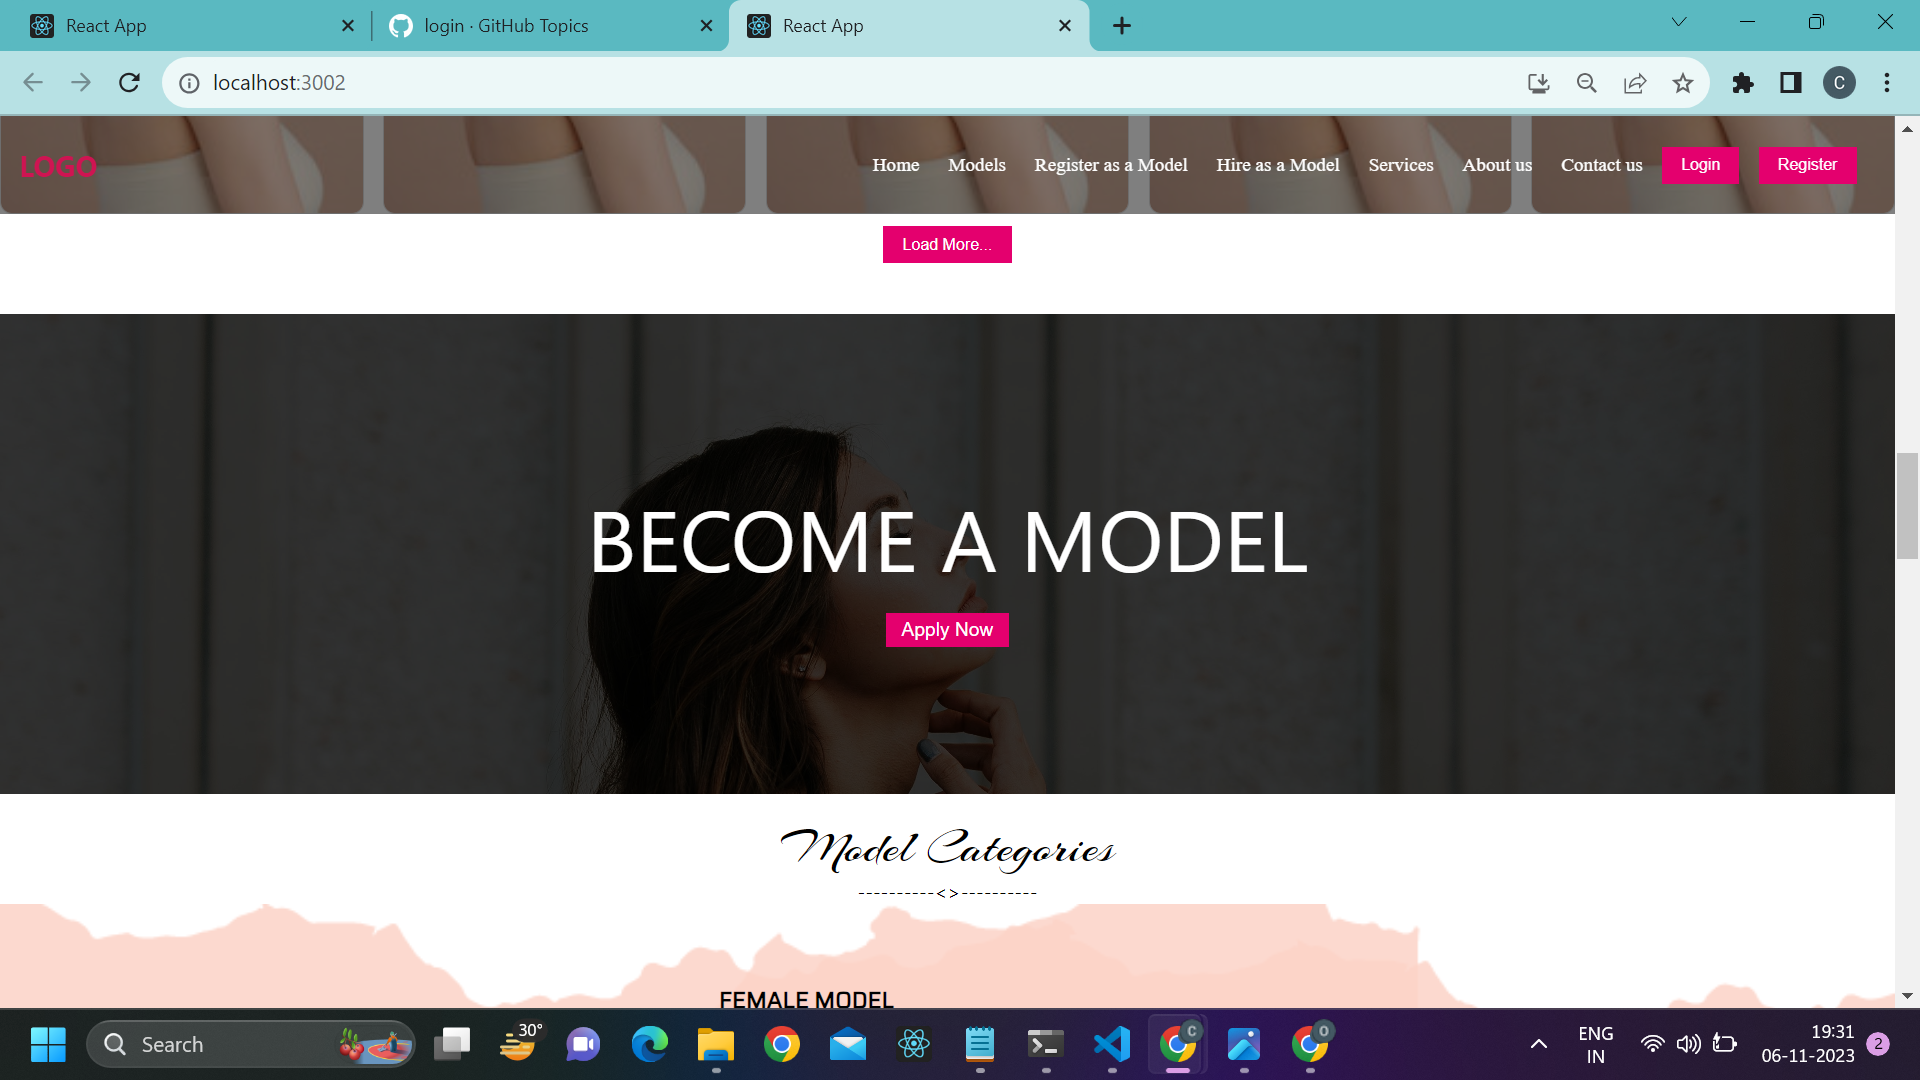 React App
login · GitHub Topics
React App
localhost:3002
C
LOGO
Home
Models
Register as a Model
Hire as a Model
Services
About us
Contact us
Login
Register
Load More...
BECOME A MODEL
Apply Now
Model Categories
----------<>----------
FEMALE MODEL
Search
30°
C
O
ENG
IN
19:31
06-11-2023
2